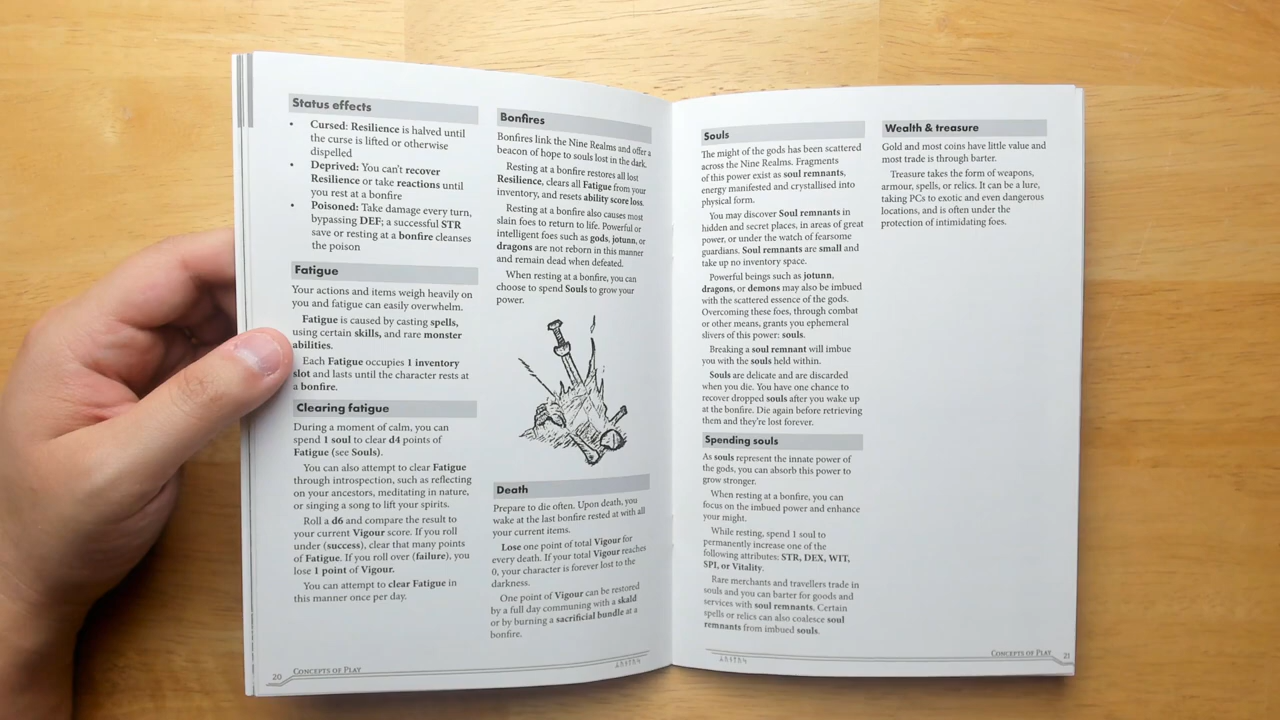 Status effects
• Cursed: Resilience is halved until
the curse is lifted or otherwise
dispelled
• Deprived: You can't recover
Resilience or take reactions until
you rest at a bonfire
• Poisoned: Take damage every turn,
bypassing DEF; a successful STR
save or resting at a bonfire cleanses
the poison
Fatigue
Your actions and items weigh heavily on
you and fatigue can easily overwhelm.
Fatigue is caused by casting spells,
using certain skills, and rare monster
abilities.
Each Fatigue occupies 1 inventory
slot and lasts until the character rests at
a bonfire.
Clearing fatigue
During a moment of calm, you can
spend 1 soul to clear d4 points of
Fatigue (see Souls).
You can also attempt to clear Fatigue
through introspection, such as reflecting
on your ancestors, meditating in nature,
or singing a song to lift your spirits.
Roll a d6 and compare the result to
your current Vigour score. If you roll
under (success), clear that many points
of Fatigue. If you roll over (failure), you
lose 1 point of Vigour.
You can attempt to clear Fatigue in
this manner once per day.
Bonfires
Bonfires link the Nine Realms and offer a
beacon of hope to souls lost in the dark.
Resting at a bonfire restores all lost
Resilience, clears all Fatigue from your
inventory, and resets ability score loss.
Resting at a bonfire also causes most
slain foes to return to life. Powerful or
intelligent foes such as gods, jotunn, or
dragons are not reborn in this manner
and remain dead when defeated.
When resting at a bonfire, you can
choose to spend Souls to grow your
power.
Death
Prepare to die often. Upon death, you
wake at the last bonfire rested at with all
your current items.
Lose one point of total Vigour for
every death. If your total Vigour reaches
0, your character is forever lost to the
darkness.
One point of Vigour can be restored
by a full day communing with a skald
or by burning a sacrificial bundle at a
bonfire.
20
Concepts of Play
Souls
The might of the gods has been scattered
across the Nine Realms. Fragments
of this power exist as soul remnants,
energy manifested and crystallised into
physical form.
You may discover Soul remnants in
hidden and secret places, in areas of great
power, or under the watch of fearsome
guardians. Soul remnants are small and
take up no inventory space.
Powerful beings such as jotunn,
dragons, or demons may also be imbued
with the scattered essence of the gods.
Overcoming these foes, through combat
or other means, grants you ephemeral
slivers of this power: souls.
Breaking a soul remnant will imbue
you with the souls held within.
Souls are delicate and are discarded
when you die. You have one chance to
recover dropped souls after you wake up
at the bonfire. Die again before retrieving
them and they're lost forever.
Spending souls
As souls represent the innate power of
the gods, you can absorb this power to
grow stronger.
When resting at a bonfire, you can
focus on the imbued power and enhance
your might.
While resting, spend 1 soul to
permanently increase one of the
following attributes: STR, DEX, WIT,
SPI, or Vitality.
Rare merchants and travellers trade in
souls and you can barter for goods and
services with soul remnants. Certain
spells or relics can also coalesce soul
remnants from imbued souls.
Wealth & treasure
Gold and most coins have little value and
most trade is through barter.
Treasure takes the form of weapons,
armour, spells, or relics. It can be a lure,
taking PCs to exotic and even dangerous
locations, and is often under the
protection of intimidating foes.
Concepts of Play
21